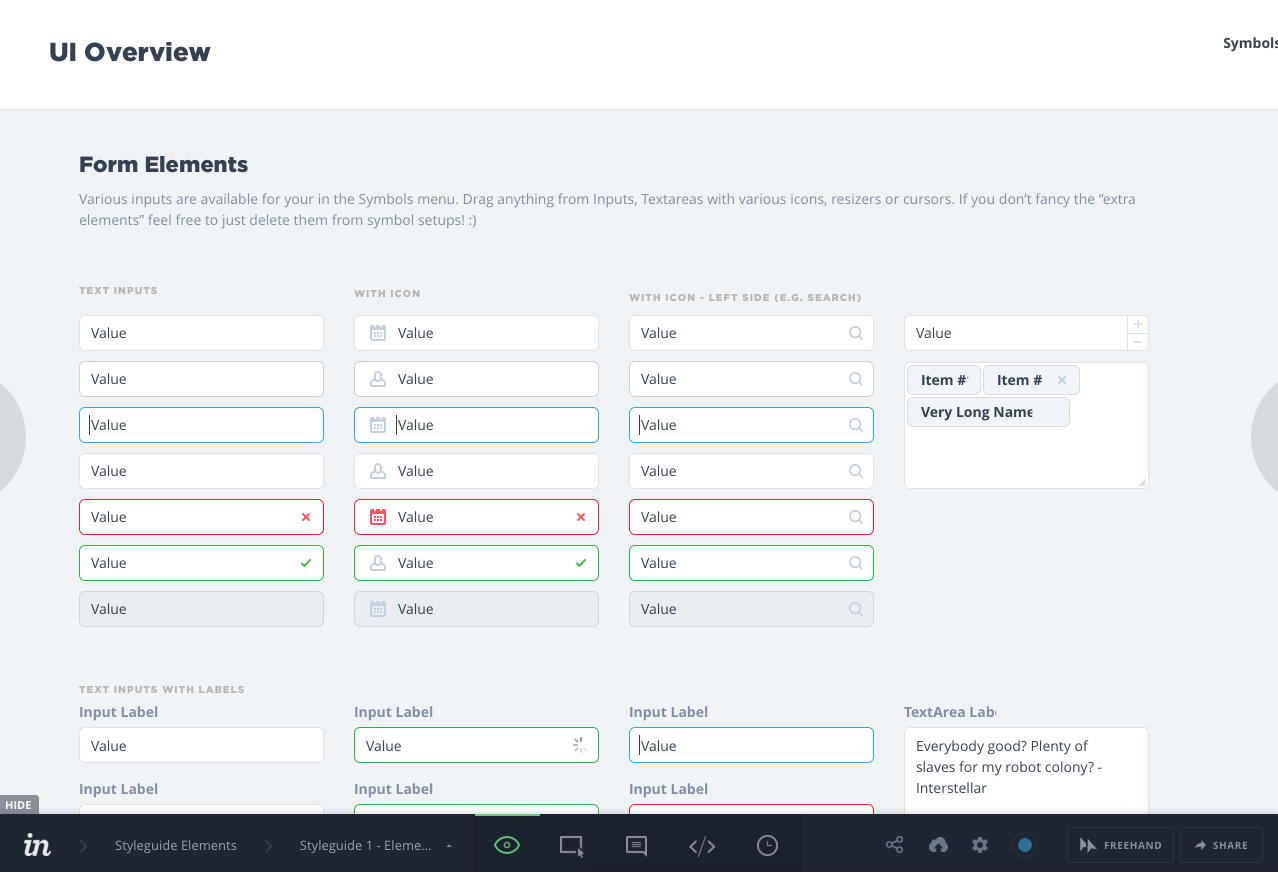 UI Overview
Symbols
Form Elements
Various inputs are available for your in the Symbols menu. Drag anything from Inputs, Textareas with various icons, resizers or cursors. If you don’t fancy the “extra
elements” feel free to just delete them from symbol setups! :)
TEXT INPUTS
Value
Value
Value
Value
Value
Value
Value
WITH ICON
Value
Value
Value
Value
Value
Value
Value
WITH ICON - LEFT SIDE (E.G. SEARCH)
Value
Value
Value
Value
Value
Value
Value
Value
Item #
Item #
Very Long Name
TEXT INPUTS WITH LABELS
Input Label
Value
Input Label
Value
Input Label
Value
TextArea Lab
Everybody good? Plenty of
slaves for my robot colony? -
Interstellar
Input Label
Input Label
Input Label
HIDE
in
Styleguide Elements
Styleguide 1 - Eleme...
FREEHAND
SHARE